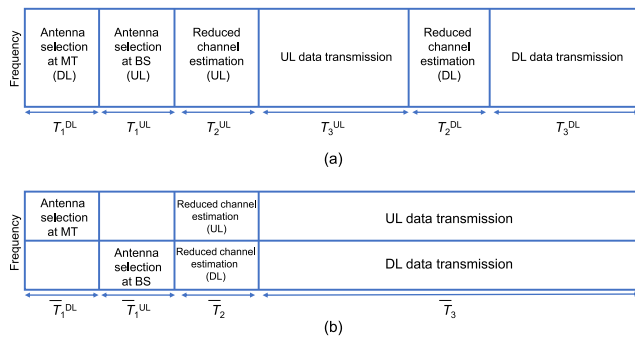 Frequency
Antenna
selection
at MT
(DL)
Antenna
selection
at BS
(UL)
Reduced
channel
estimation
(UL)
UL data transmission
Reduced
channel
estimation
(DL)
DL data transmission
T₁ᴰᴸ
T₁ᵁᴸ
T₂ᵁᴸ
T₃ᵁᴸ
T₂ᴰᴸ
T₃ᴰᴸ
(a)
Frequency
Antenna
selection
at MT
Reduced channel
estimation
(UL)
UL data transmission
Antenna
selection
at BS
Reduced channel
estimation
(DL)
DL data transmission
T̅₁ᴰᴸ
T̅₁ᵁᴸ
T̅₂
T̅₃
(b)